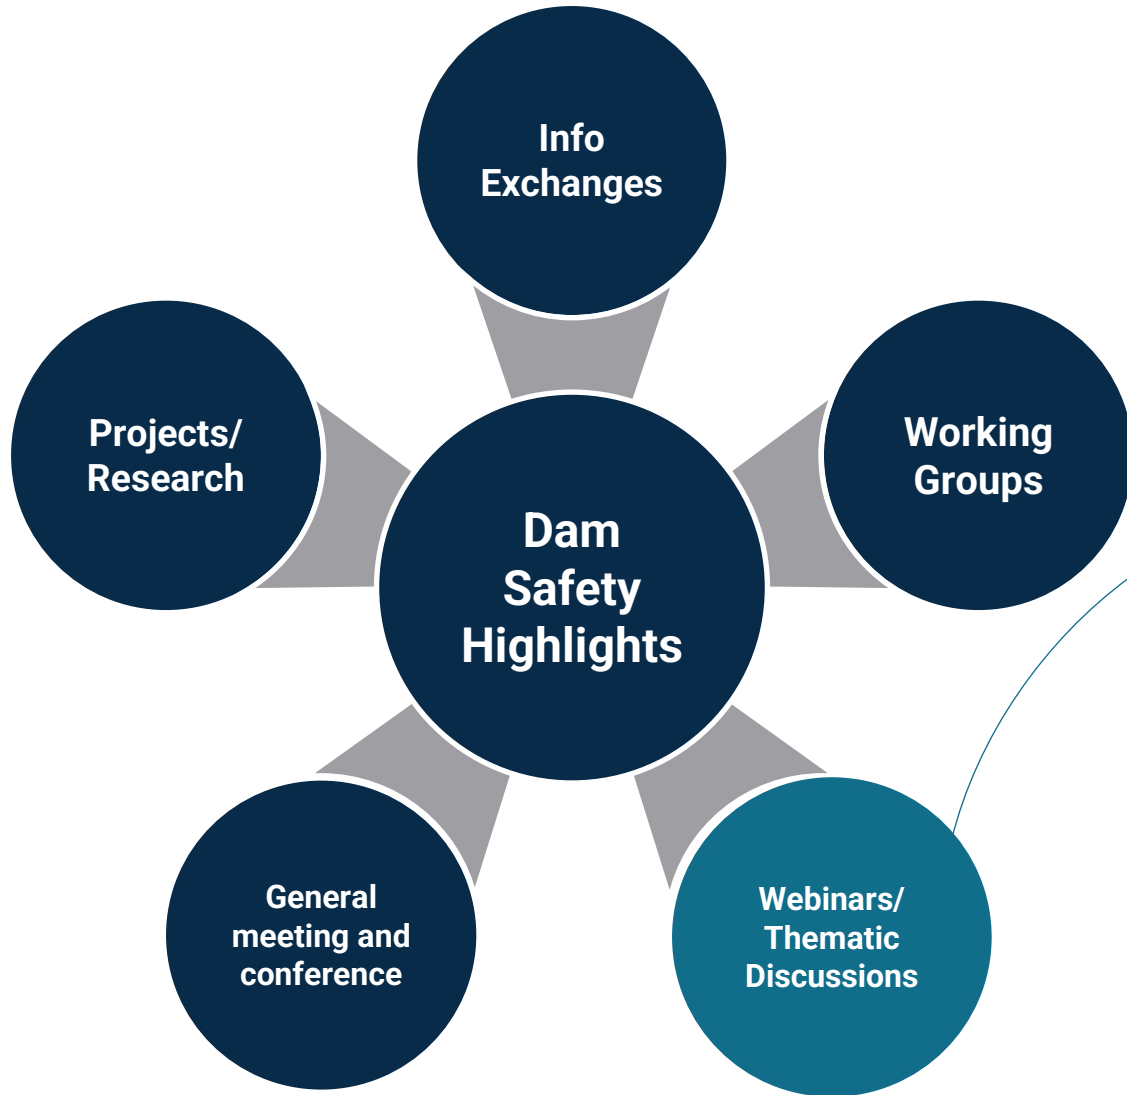 Info
Exchanges
Projects/
Research
Working
Groups
Dam
Safety
Highlights
General
meeting and
conference
Webinars/
Thematic
Discussions